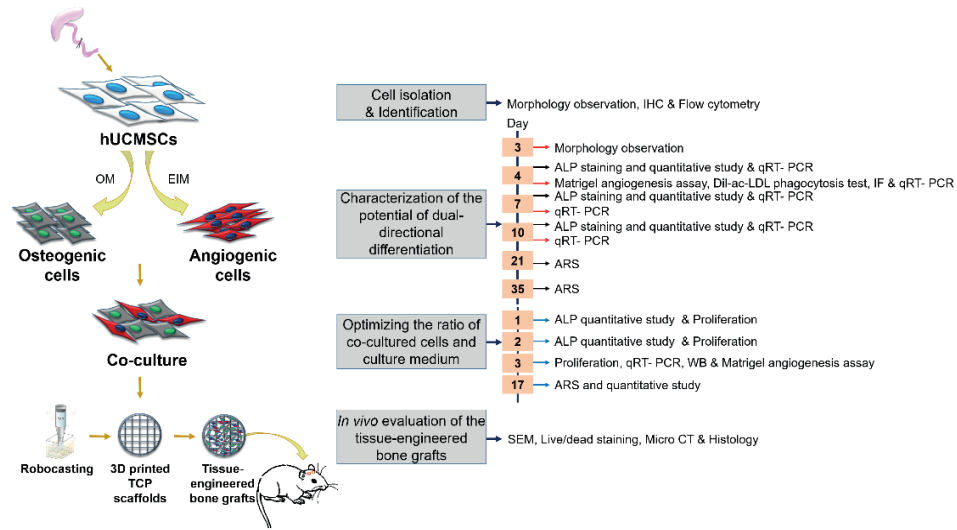 hUCMSCs
OM
EIM
Osteogenic
cells
Angiogenic
cells
Co-culture
Robocasting
3D printed
TCP
scaffolds
Tissue-
engineered
bone grafts
Cell isolation
& Identification
Morphology observation, IHC & Flow cytometry
Day
Characterization of the
potential of dual-
directional
differentiation
3
Morphology observation
4
ALP staining and quantitative study & qRT- PCR
Matrigel angiogenesis assay, Dil-ac-LDL phagocytosis test, IF & qRT- PCR
7
ALP staining and quantitative study & qRT- PCR
qRT- PCR
10
ALP staining and quantitative study & qRT- PCR
qRT- PCR
21
ARS
35
ARS
Optimizing the ratio of
co-cultured cells and
culture medium
1
ALP quantitative study & Proliferation
2
ALP quantitative study & Proliferation
3
Proliferation, qRT- PCR, WB & Matrigel angiogenesis assay
17
ARS and quantitative study
In vivo evaluation of the
tissue-engineered
bone grafts
SEM, Live/dead staining, Micro CT & Histology